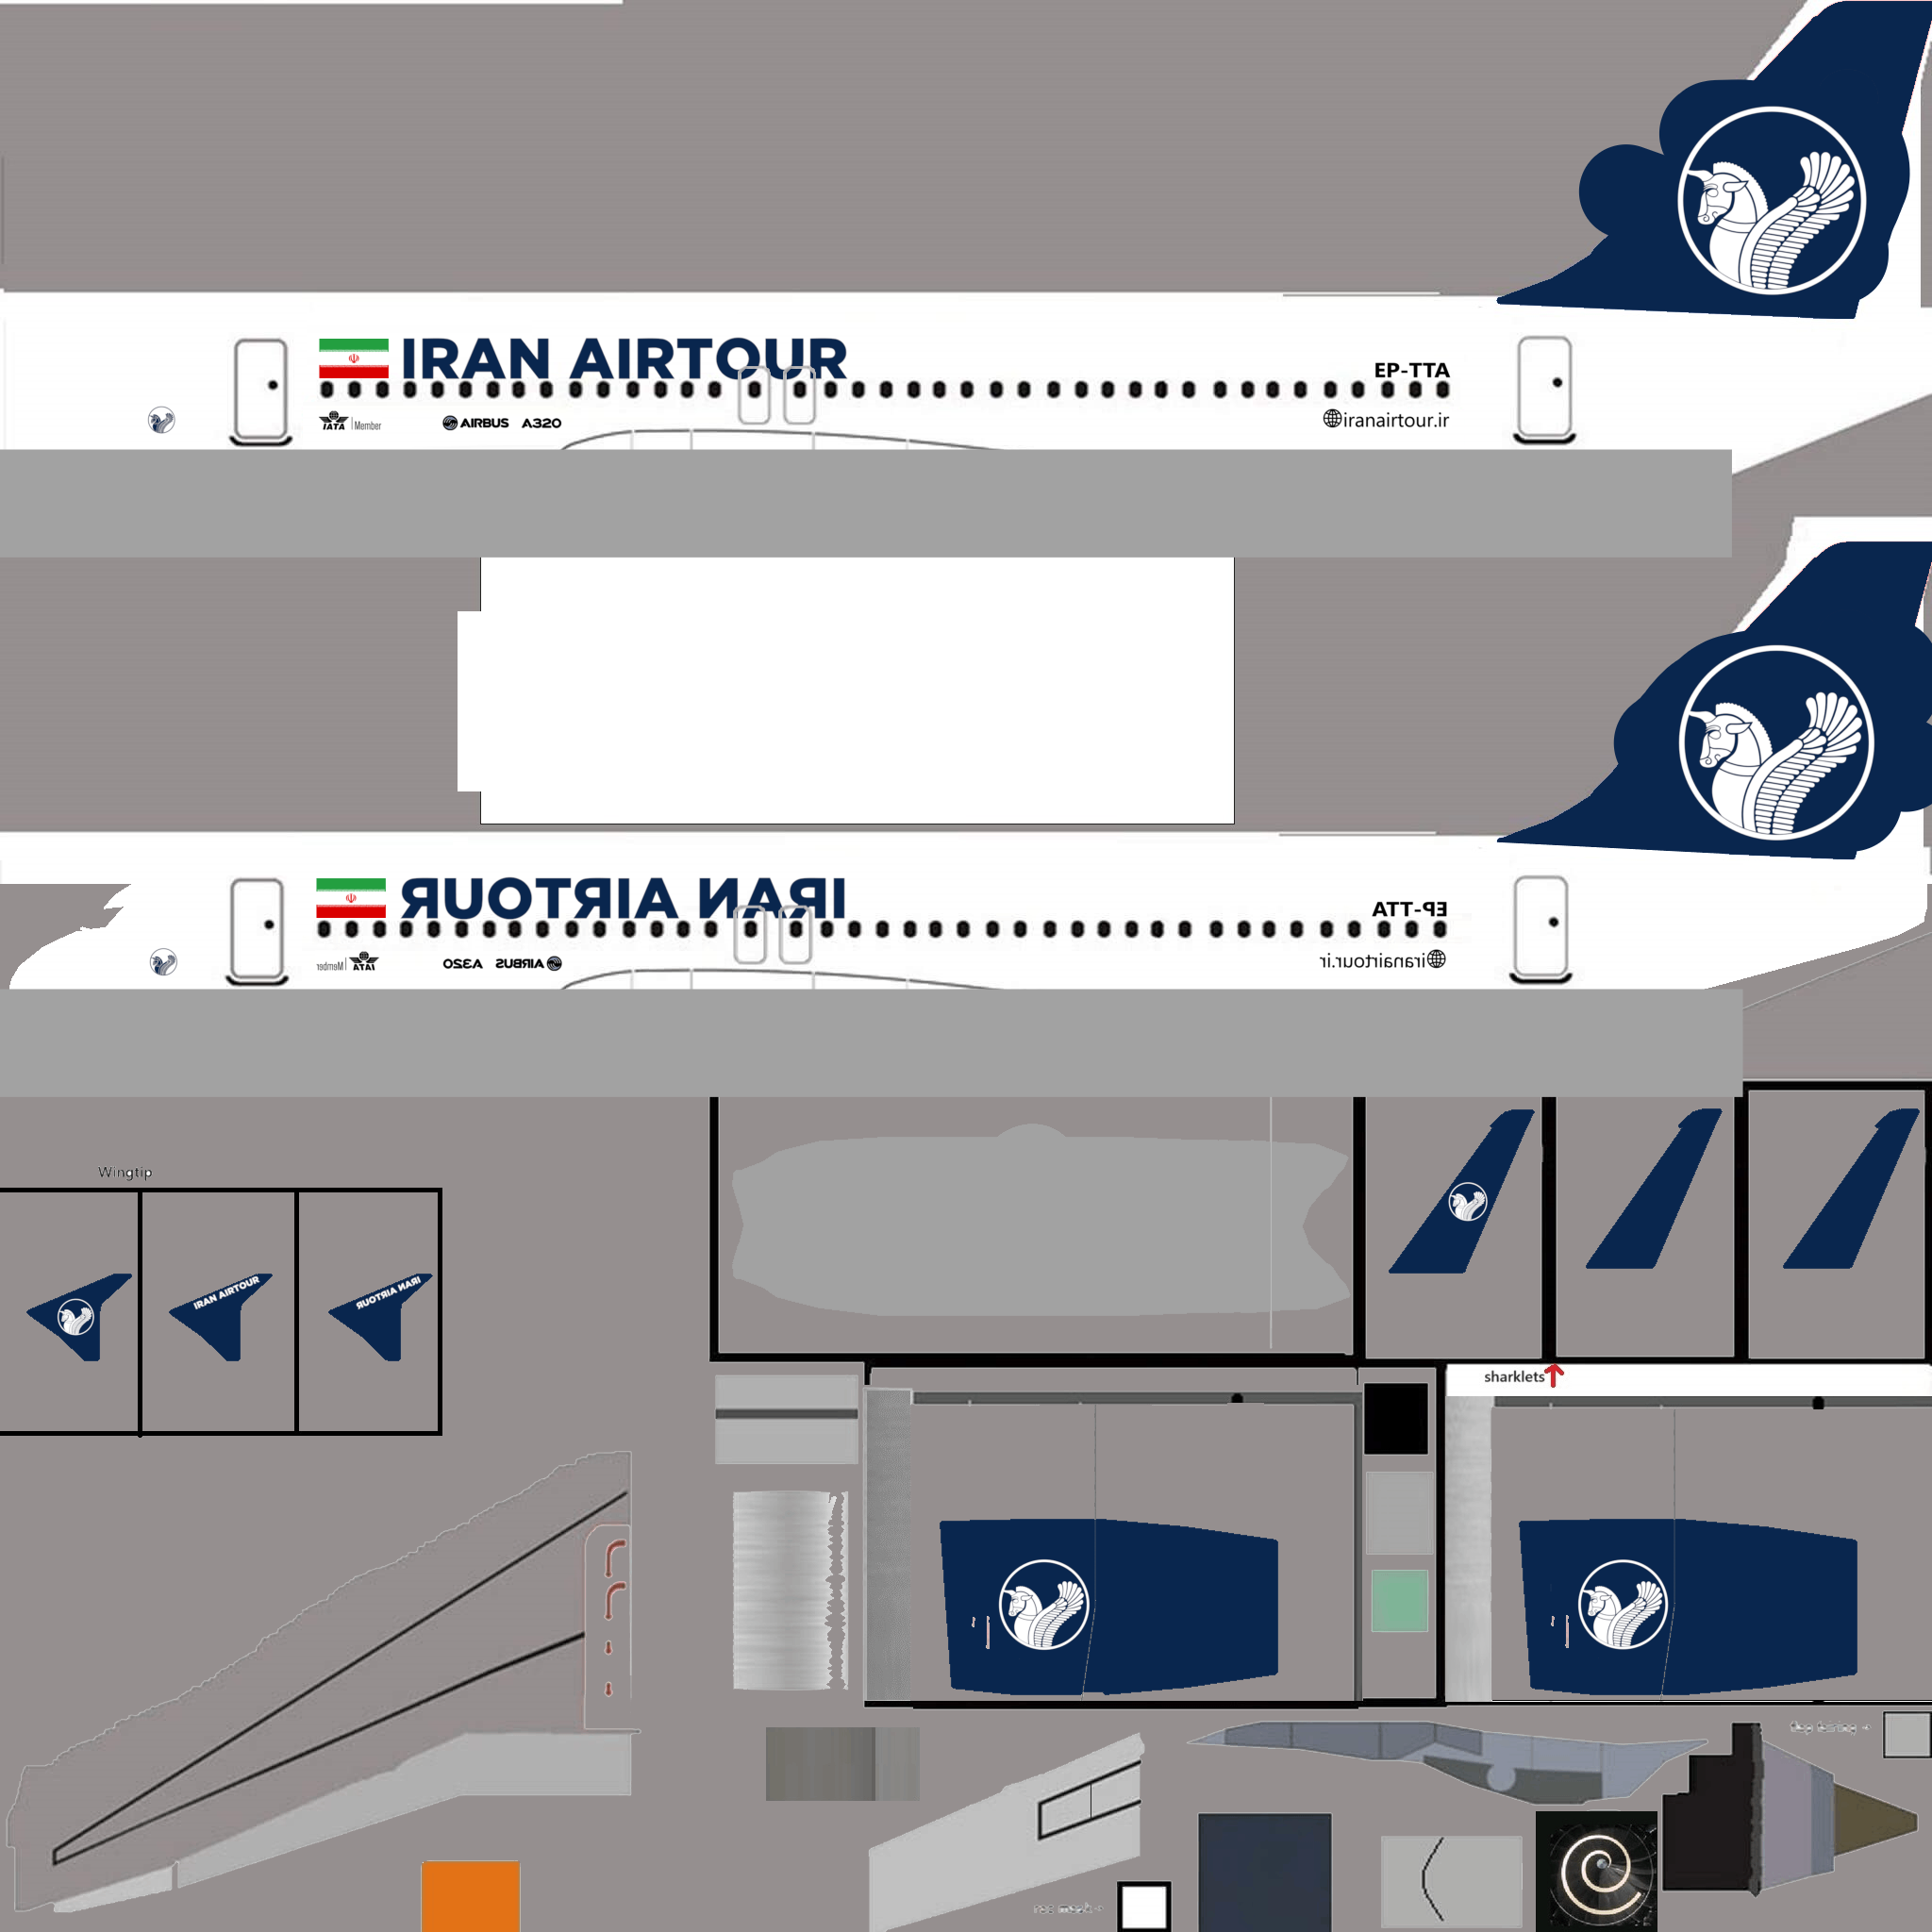 IRAN AIRTOUR
EP-TTA
IATA Member
AIRBUS A320
iranairtour.ir
IRAN AIRTOUR
EP-TTA
IATA Member
AIRBUS A320
iranairtour.ir
Wingtip
IRAN AIRTOUR
IRAN AIRTOUR
sharklets